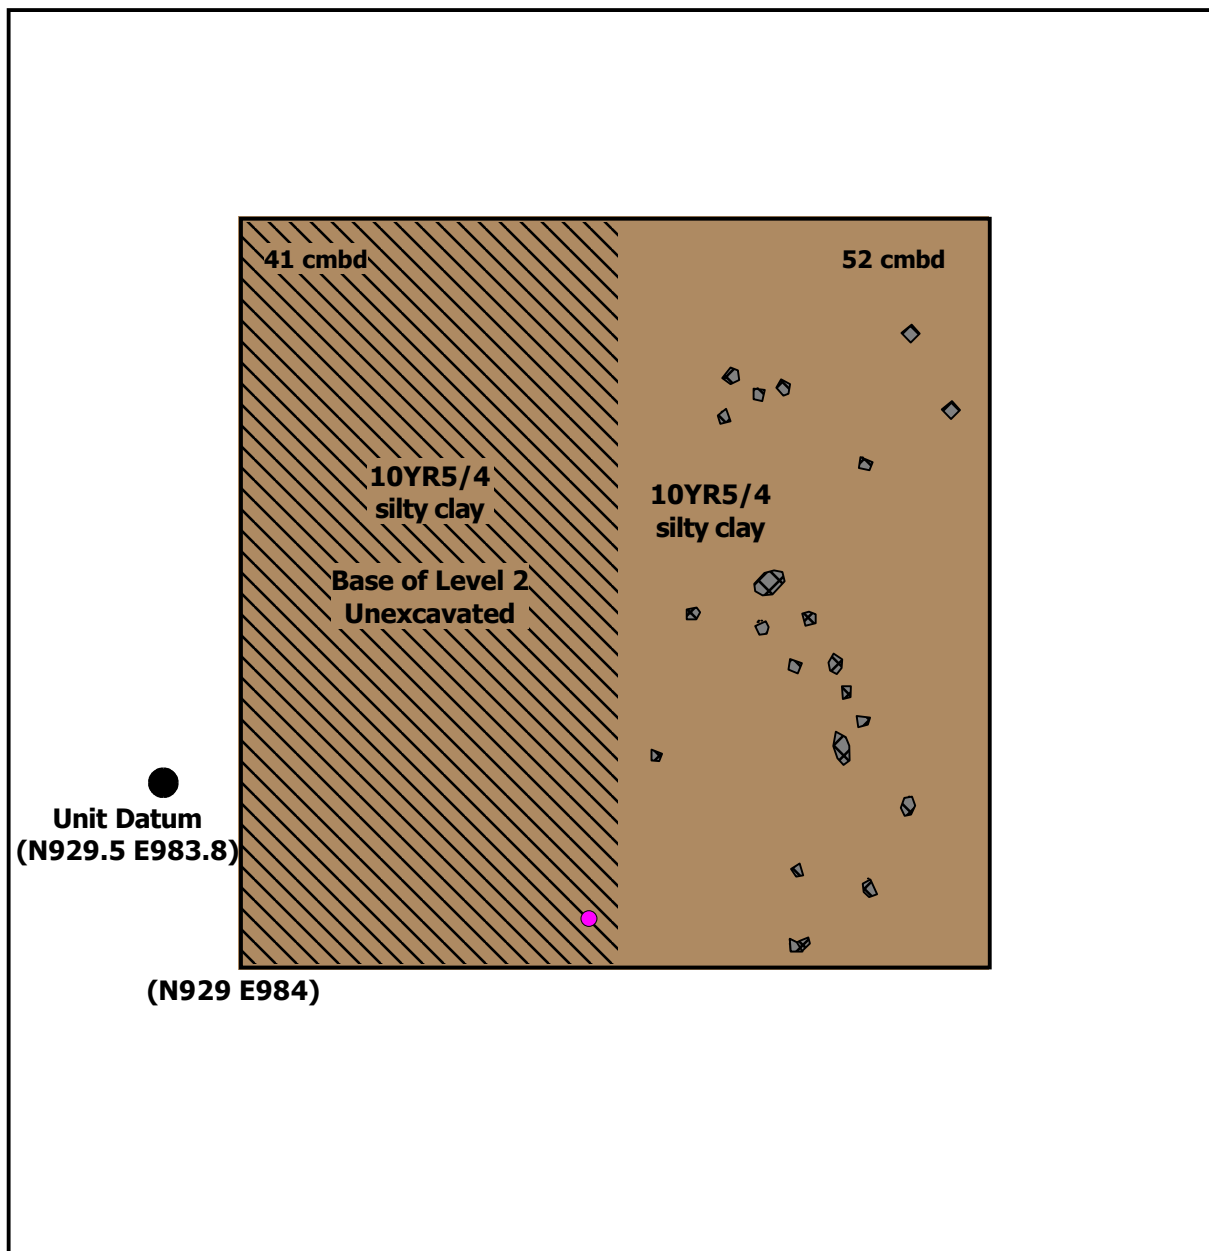 41 cmbd
52 cmbd
10YR5/4
silty clay
10YR5/4
silty clay
Base of Level 2
Unexcavated
Unit Datum
(N929.5 E983.8)
(N929 E984)